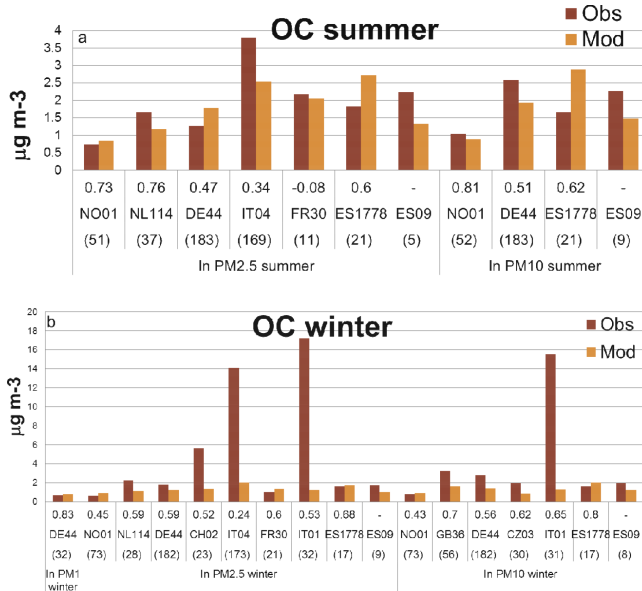 a
OC summer
Obs
Mod
4
3.5
3
2.5
2
1.5
1
0.5
0
µg m-3
0.73 0.76 0.47 0.34 -0.08 0.6 - 0.81 0.51 0.62 -
NO01 NL114 DE44 IT04 FR30 ES1778 ES09 NO01 DE44 ES1778 ES09
(51) (37) (183) (169) (11) (21) (5) (52) (183) (21) (9)
In PM2.5 summer In PM10 summer
b
OC winter
Obs
Mod
20
18
16
14
12
10
8
6
4
2
0
µg m-3
0.83 0.45 0.59 0.59 0.52 0.24 0.6 0.53 0.68 - 0.43 0.7 0.56 0.62 0.65 0.8 -
DE44 NO01 NL114 DE44 CH02 IT04 FR30 IT01 ES1778 ES09 NO01 GB36 DE44 CZ03 IT01 ES1778 ES09
(32) (73) (28) (182) (23) (173) (21) (32) (17) (9) (73) (56) (182) (30) (31) (17) (8)
In PM1 In PM2.5 winter In PM10 winter
winter